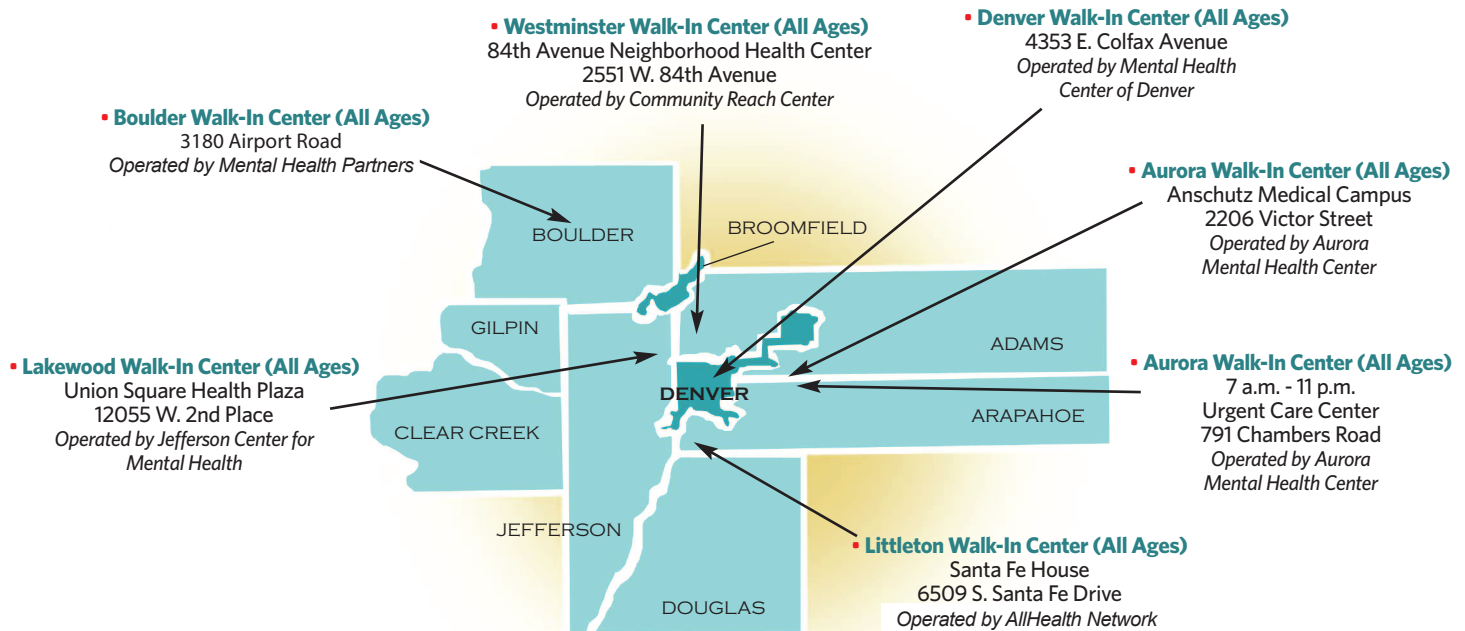 • Westminster Walk-In Center (All Ages)
84th Avenue Neighborhood Health Center
2551 W. 84th Avenue
Operated by Community Reach Center
• Denver Walk-In Center (All Ages)
4353 E. Colfax Avenue
Operated by Mental Health
Center of Denver
• Boulder Walk-In Center (All Ages)
3180 Airport Road
Operated by Mental Health Partners
• Aurora Walk-In Center (All Ages)
Anschutz Medical Campus
2206 Victor Street
Operated by Aurora
Mental Health Center
BOULDER
BROOMFIELD
GILPIN
ADAMS
• Lakewood Walk-In Center (All Ages)
Union Square Health Plaza
12055 W. 2nd Place
Operated by Jefferson Center for
Mental Health
• Aurora Walk-In Center (All Ages)
7 a.m. - 11 p.m.
Urgent Care Center
791 Chambers Road
Operated by Aurora
Mental Health Center
DENVER
ARAPAHOE
CLEAR CREEK
JEFFERSON
• Littleton Walk-In Center (All Ages)
Santa Fe House
6509 S. Santa Fe Drive
Operated by AllHealth Network
DOUGLAS